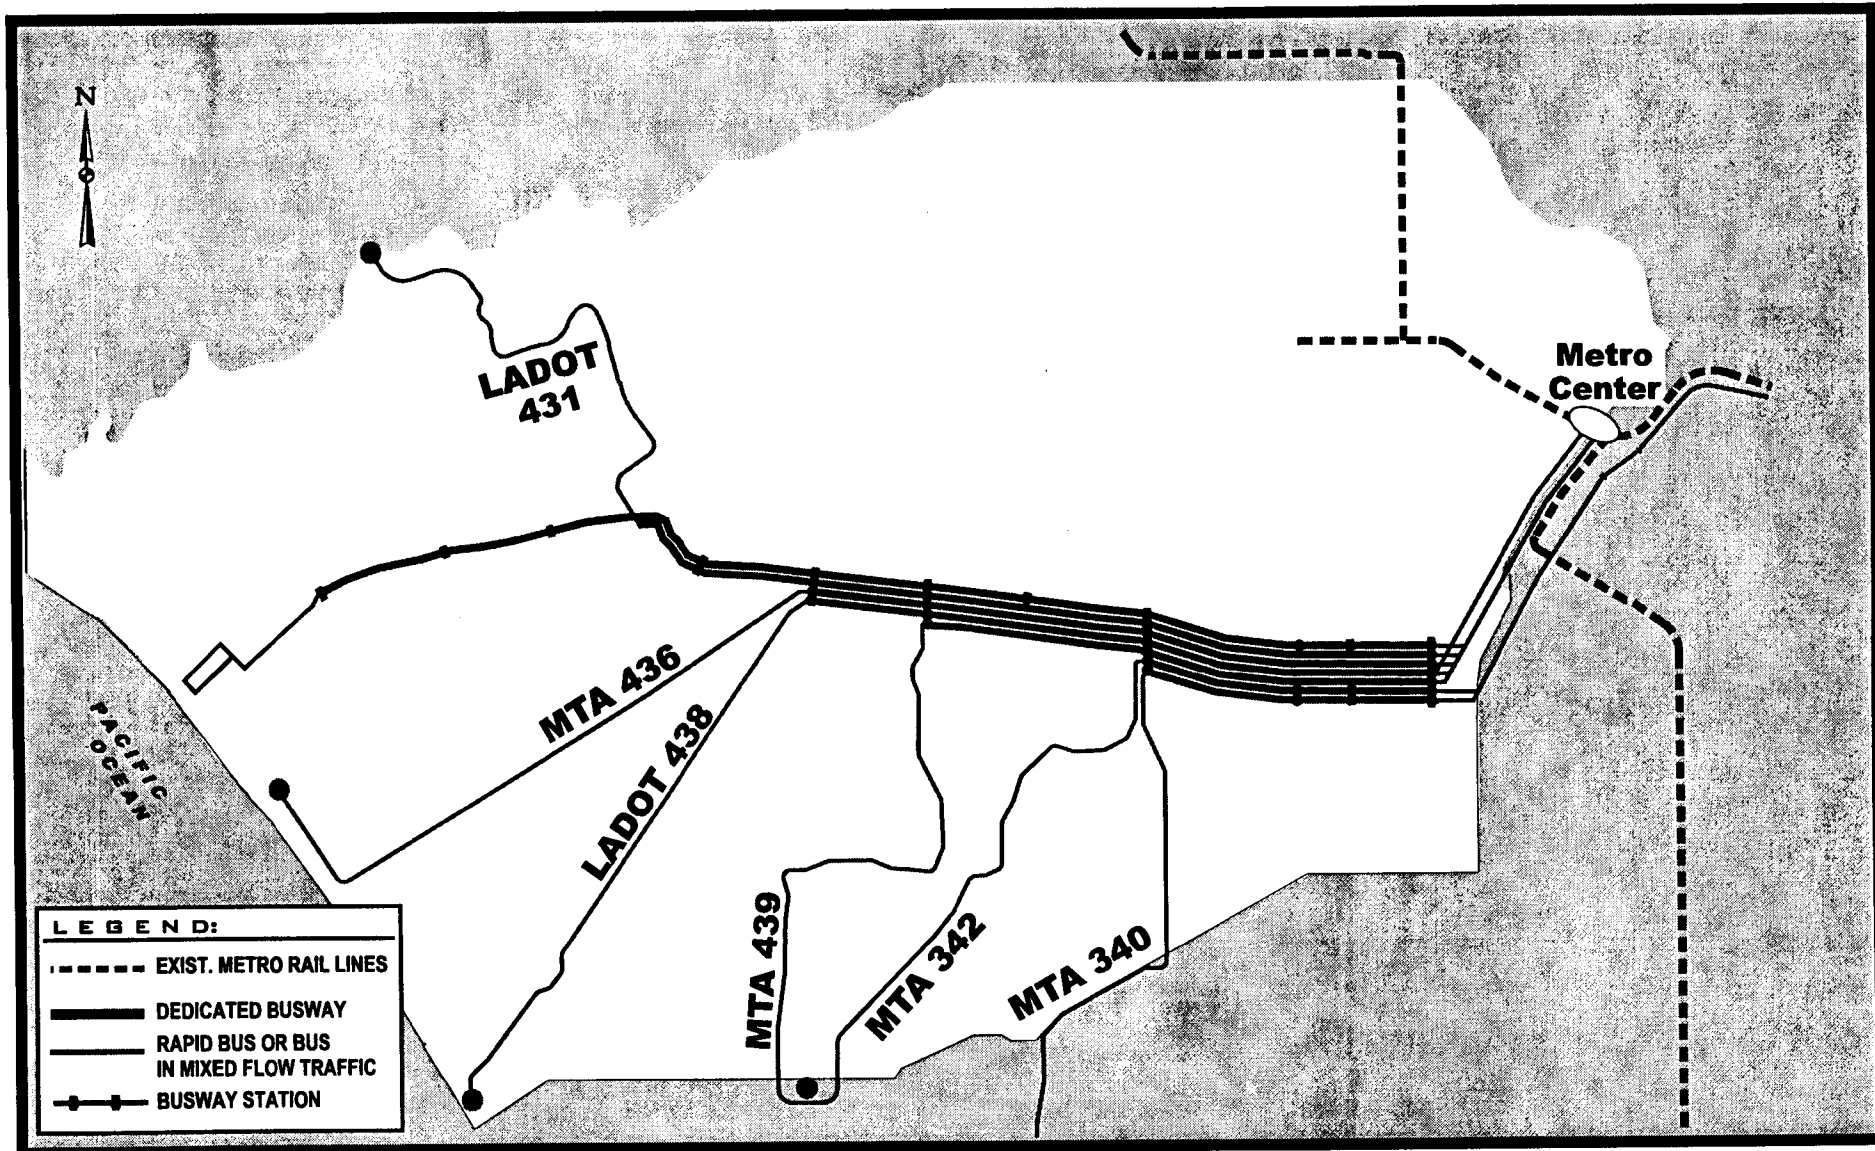 N
LADOT
431
Metro
Center
MTA 436
LADOT 438
PACIFIC
OCEAN
MTA 439
MTA 342
MTA 340
LEGEND:
EXIST. METRO RAIL LINES
DEDICATED BUSWAY
RAPID BUS OR BUS
IN MIXED FLOW TRAFFIC
BUSWAY STATION